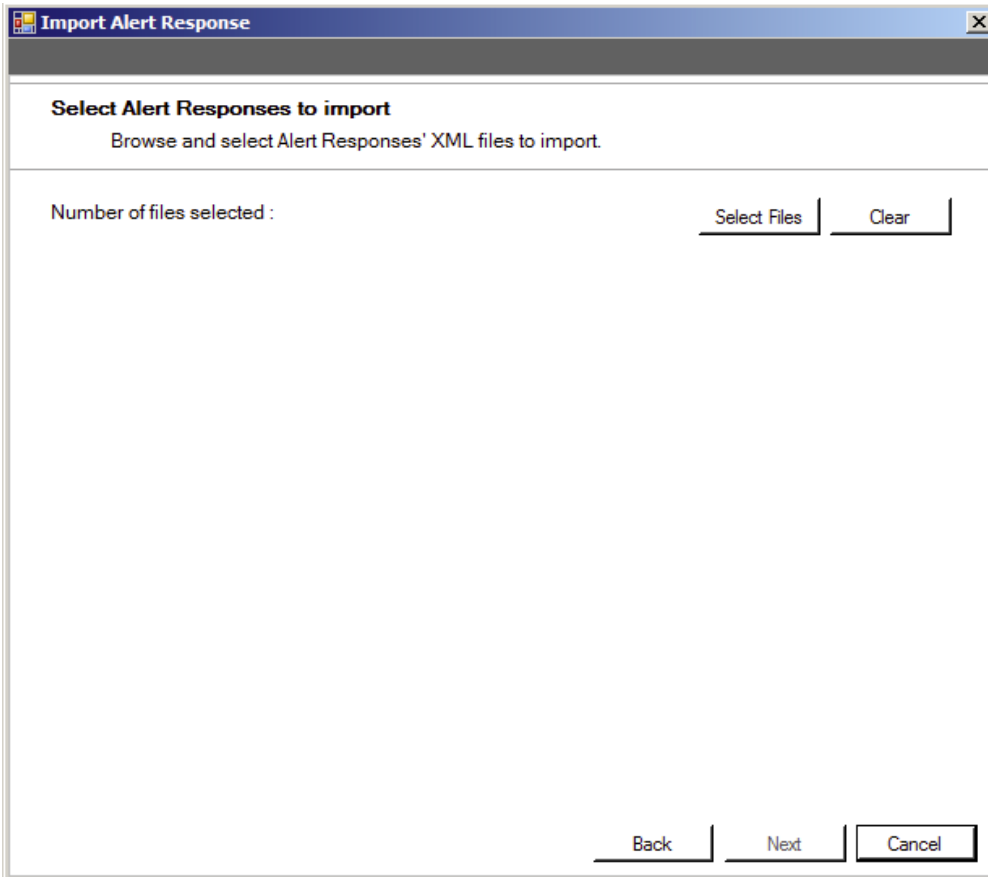 Import Alert Response
Select Alert Responses to import
Browse and select Alert Responses' XML files to import.
Number of files selected :
Select Files
Clear
Back
Next
Cancel